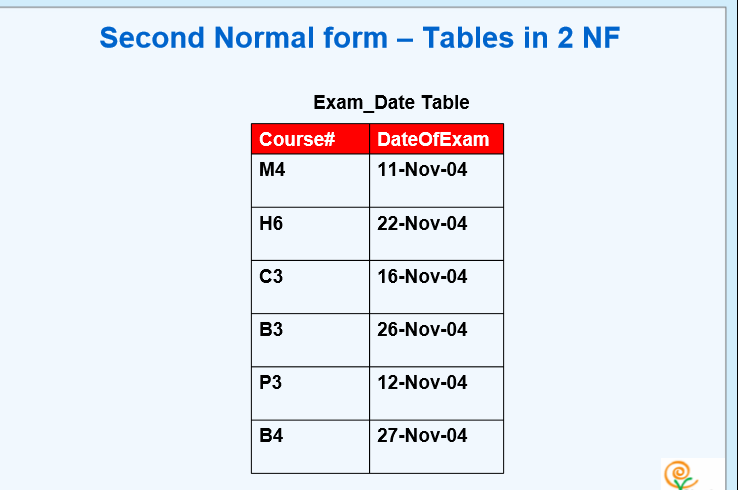 Second Normal form – Tables in 2 NF
Exam_Date Table
Course# DateOfExam
M4 11-Nov-04
H6 22-Nov-04
C3 16-Nov-04
B3 26-Nov-04
P3 12-Nov-04
B4 27-Nov-04